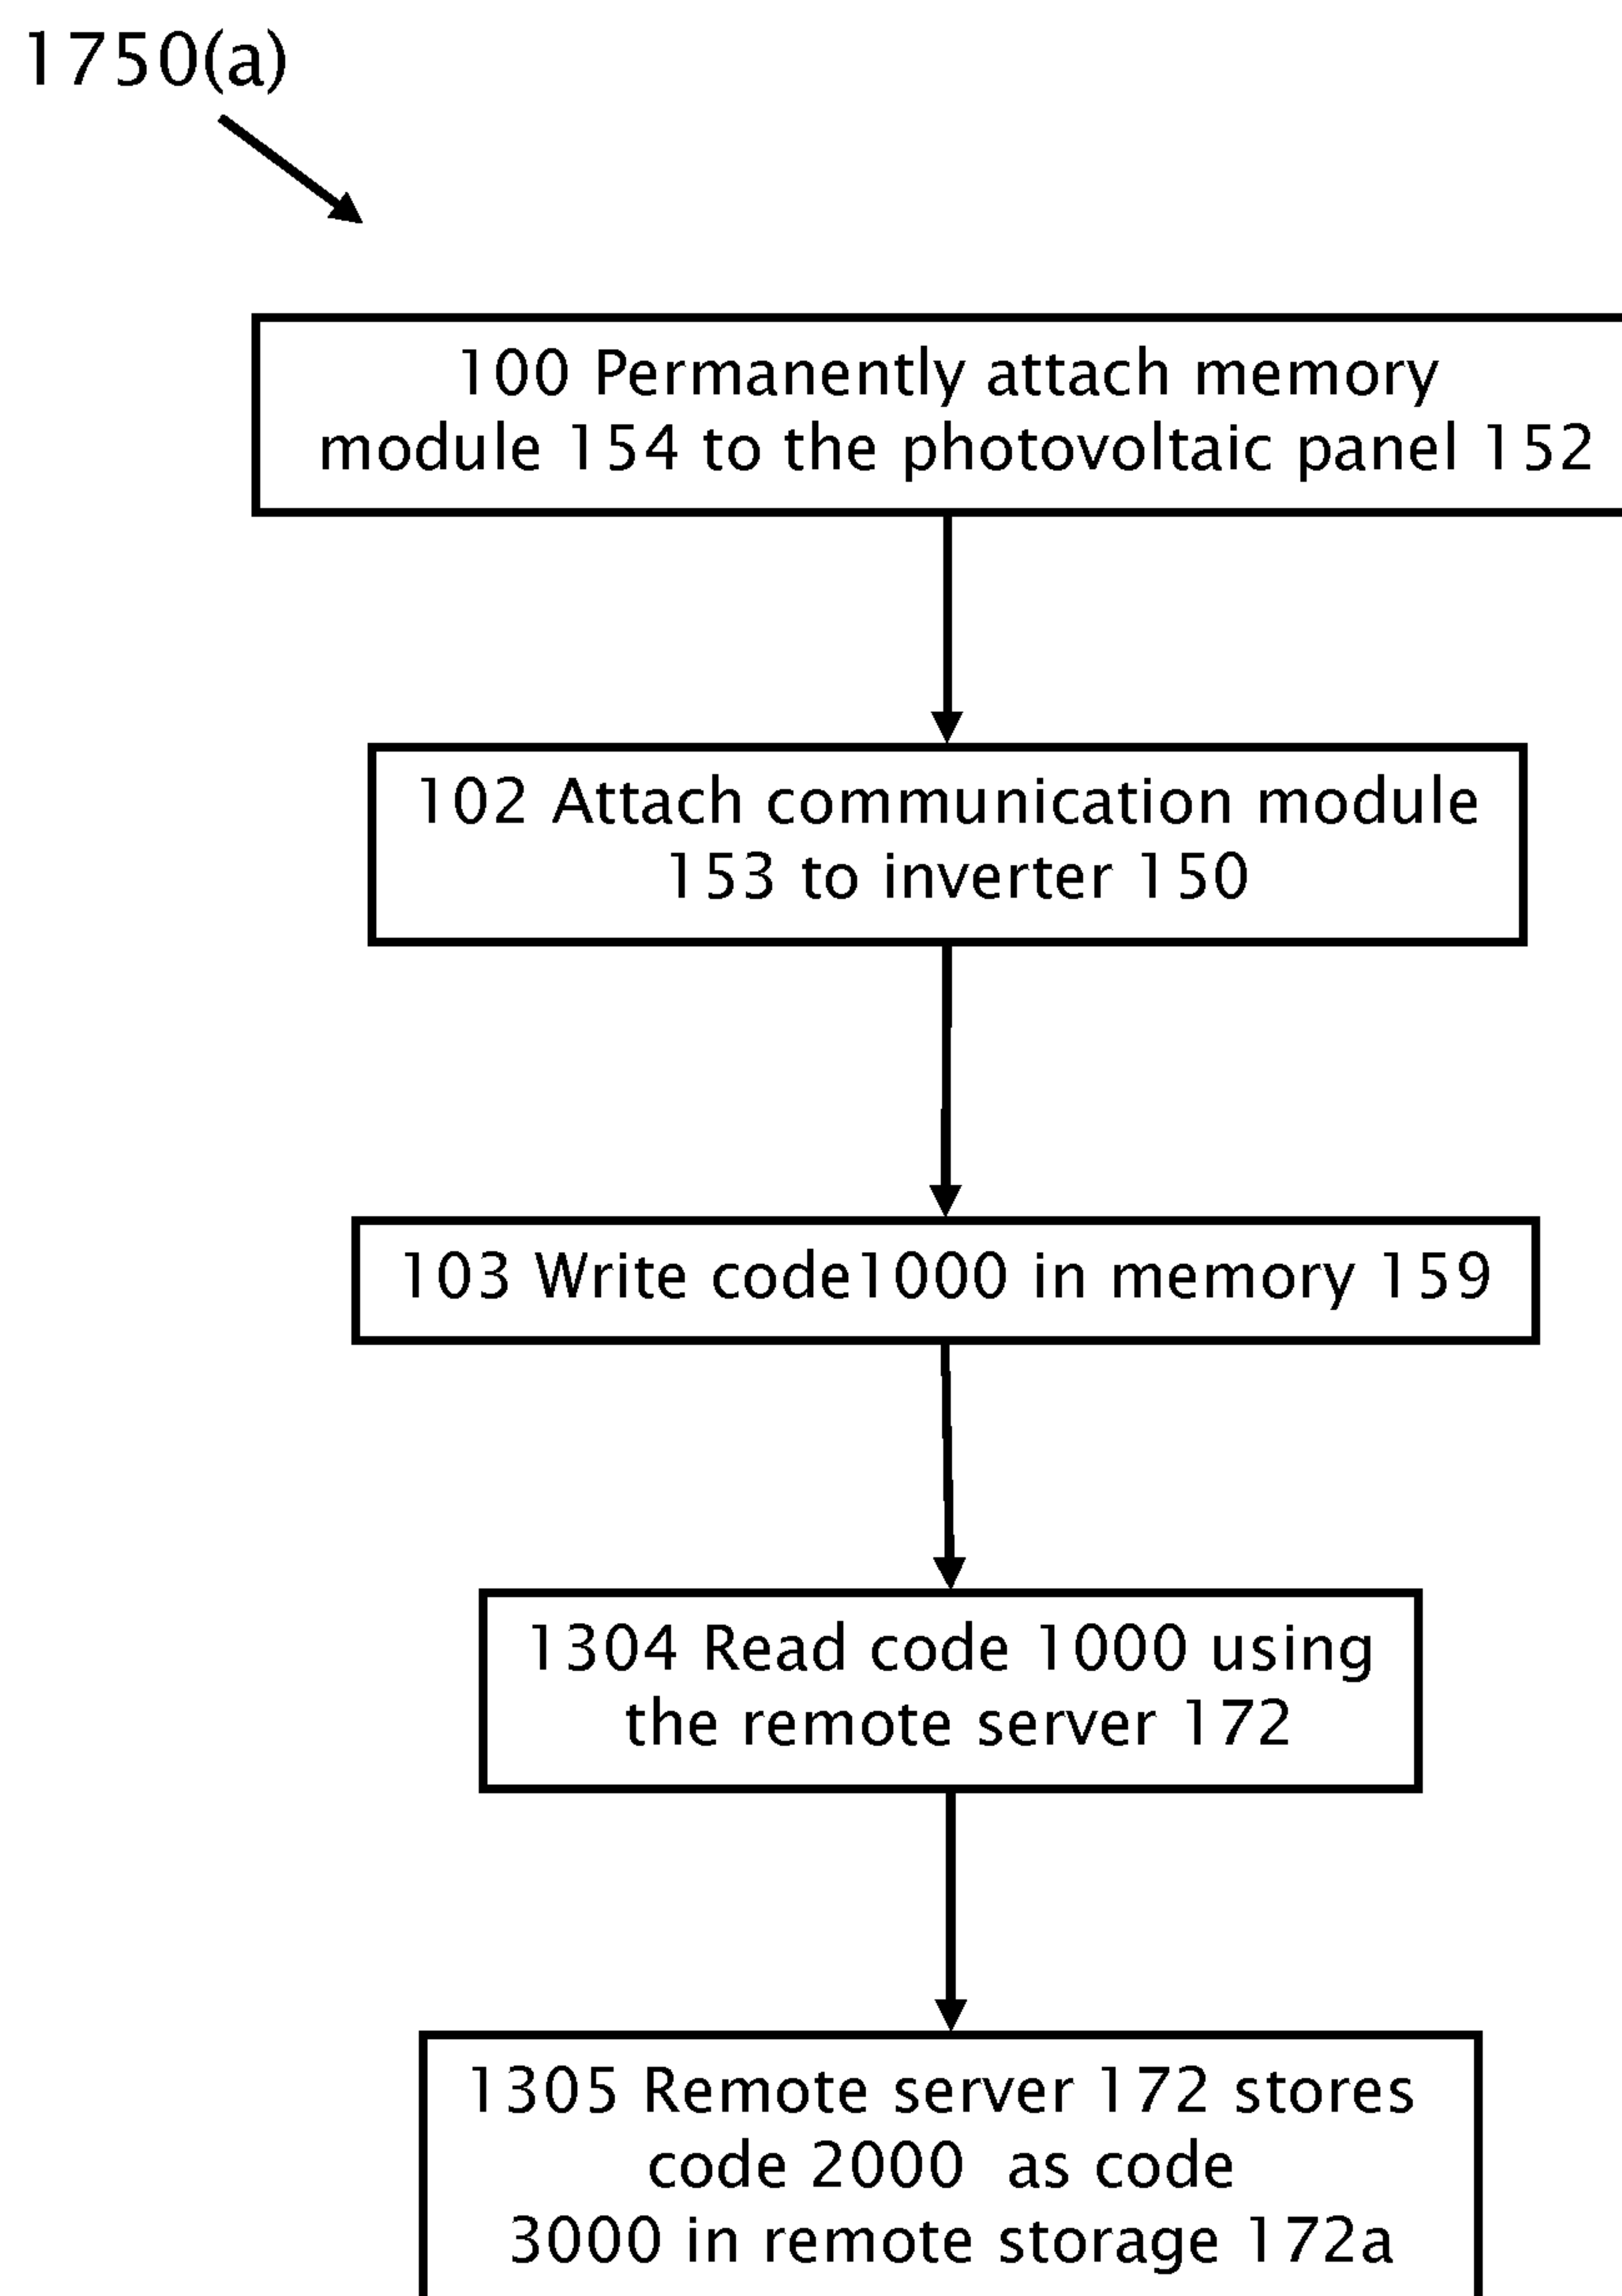 1750(a)
100 Permanently attach memory
module 154 to the photovoltaic panel 152
102 Attach communication module
153 to inverter 150
103 Write code1000 in memory 159
1304 Read code 1000 using
the remote server 172
1305 Remote server 172 stores
code 2000 as code
3000 in remote storage 172a